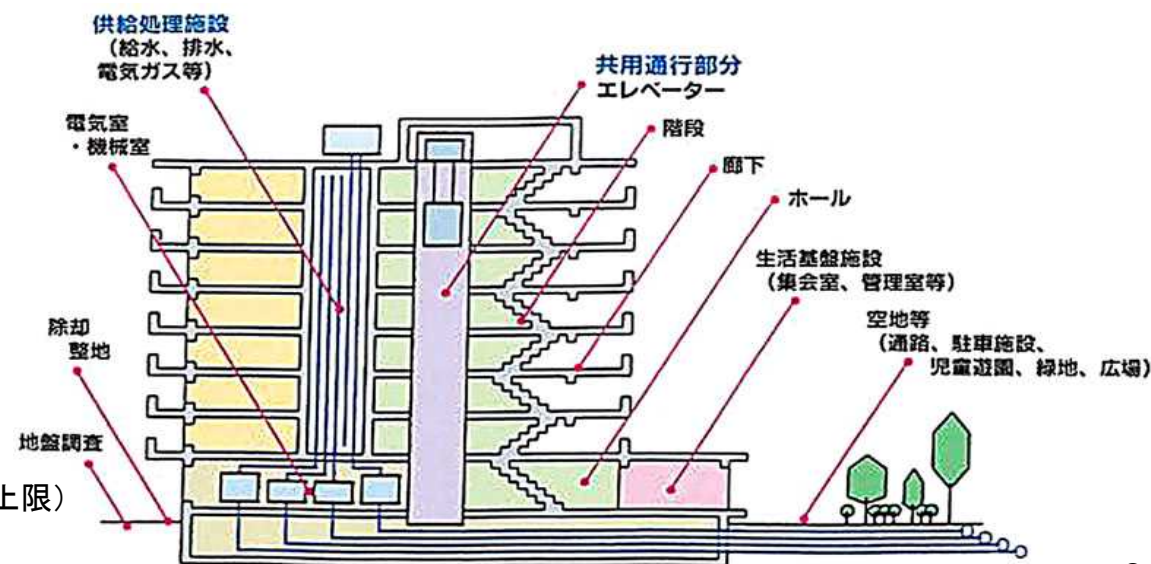 供給処理施設
（給水、排水、
電気ガス等）
共用通行部分
エレベーター
電気室
・機械室
階段
廊下
ホール
生活基盤施設
（集会室、管理室等）
空地等
（通路、駐車施設、
児童遊園、緑地、広場）
除却
整地
地盤調査
上限）